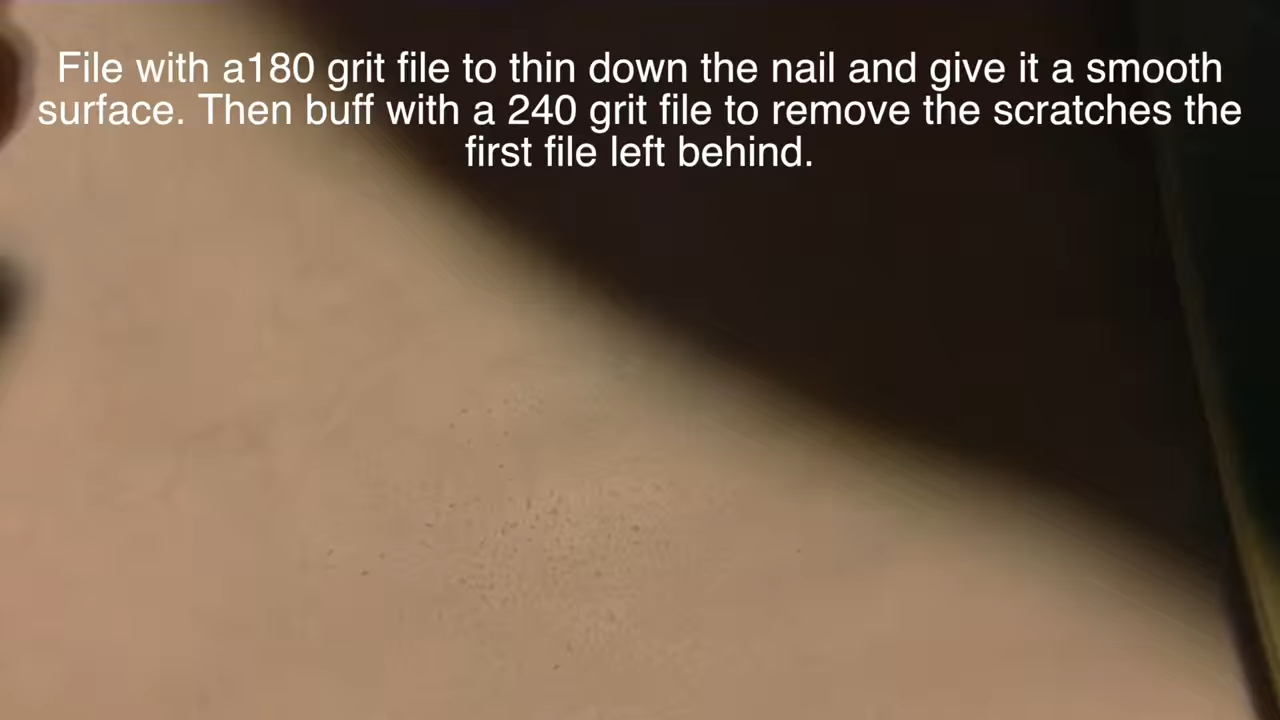 File with a180 grit file to thin down the nail and give it a smooth
surface. Then buff with a 240 grit file to remove the scratches the
first file left behind.